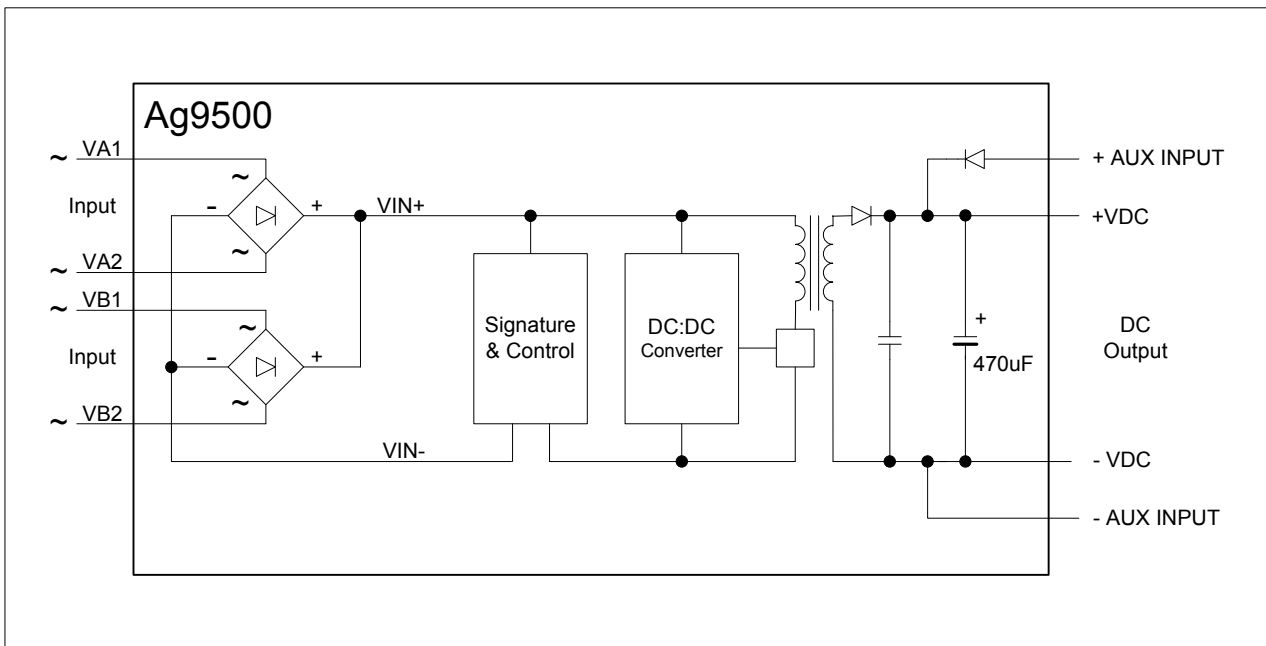 Ag9500
~ VA1
Input
~ VA2
~ VB1
Input
~ VB2
~
-
+
~
~
-
+
~
VIN+
VIN-
Signature
& Control
DC:DC
Converter
+
470uF
+ AUX INPUT
+VDC
DC
Output
- VDC
- AUX INPUT